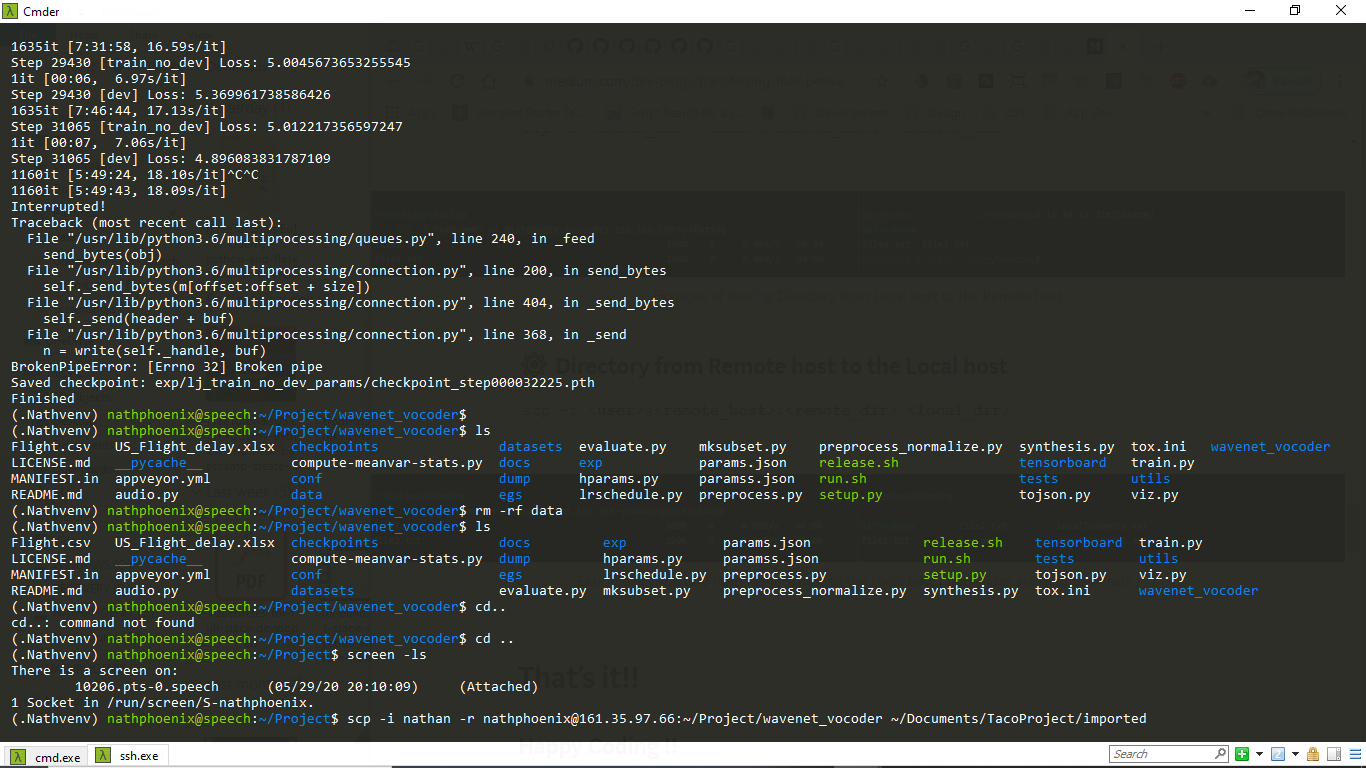 Cmder
1635it [7:31:58, 16.59s/it]
Step 29430 [train_no_dev] Loss: 5.0045673653255545
1it [00:06,  6.97s/it]
Step 29430 [dev] Loss: 5.369961738586426
1635it [7:46:44, 17.13s/it]
Step 31065 [train_no_dev] Loss: 5.012217356597247
1it [00:07,  7.06s/it]
Step 31065 [dev] Loss: 4.896083831787109
1160it [5:49:24, 18.10s/it]^C^C
1160it [5:49:43, 18.09s/it]
Interrupted!
Traceback (most recent call last):
  File "/usr/lib/python3.6/multiprocessing/queues.py", line 240, in _feed
    send_bytes(obj)
  File "/usr/lib/python3.6/multiprocessing/connection.py", line 200, in send_bytes
    self._send_bytes(m[offset:offset + size])
  File "/usr/lib/python3.6/multiprocessing/connection.py", line 404, in _send_bytes
    self._send(header + buf)
  File "/usr/lib/python3.6/multiprocessing/connection.py", line 368, in _send
    n = write(self._handle, buf)
BrokenPipeError: [Errno 32] Broken pipe
Directory from Remote host to the Local host
Saved checkpoint: exp/lj_train_no_dev_params/checkpoint_step000032225.pth
Finished
(.Nathvenv) nathphoenix@speech:~/Project/wavenet_vocoder$
(.Nathvenv) nathphoenix@speech:~/Project/wavenet_vocoder$ ls
Flight.csv   US_Flight_delay.xlsx  checkpoints               datasets  evaluate.py    mksubset.py    preprocess_normalize.py  synthesis.py  tox.ini   wavenet_vocoder
LICENSE.md   __pycache__           compute-meanvar-stats.py  docs      exp            params.json    release.sh               tensorboard   train.py
MANIFEST.in  appveyor.yml          conf                      dump      hparams.py     paramss.json   run.sh                   tests         utils
README.md    audio.py              data                      egs       lrschedule.py  preprocess.py  setup.py                 tojson.py     viz.py
(.Nathvenv) nathphoenix@speech:~/Project/wavenet_vocoder$ rm -rf data
(.Nathvenv) nathphoenix@speech:~/Project/wavenet_vocoder$ ls
Flight.csv   US_Flight_delay.xlsx  checkpoints               docs         exp            params.json              release.sh    tensorboard  train.py
LICENSE.md   __pycache__           compute-meanvar-stats.py  dump         hparams.py     paramss.json             run.sh        tests        utils
MANIFEST.in  appveyor.yml          conf                      egs          lrschedule.py  preprocess.py            setup.py      tojson.py    viz.py
README.md    audio.py              datasets                  evaluate.py  mksubset.py    preprocess_normalize.py  synthesis.py  tox.ini      wavenet_vocoder
(.Nathvenv) nathphoenix@speech:~/Project/wavenet_vocoder$ cd..
cd..: command not found
(.Nathvenv) nathphoenix@speech:~/Project/wavenet_vocoder$ cd ..
(.Nathvenv) nathphoenix@speech:~/Project$ screen -ls
There is a screen on:
That's it!!
        10206.pts-0.speech      (05/29/20 20:10:09)     (Attached)
1 Socket in /run/screen/S-nathphoenix.
(.Nathvenv) nathphoenix@speech:~/Project$ scp -i nathan -r nathphoenix@161.35.97.66:~/Project/wavenet_vocoder ~/Documents/TacoProject/imported
Happy Coding !!
cmd.exe
ssh.exe
Search